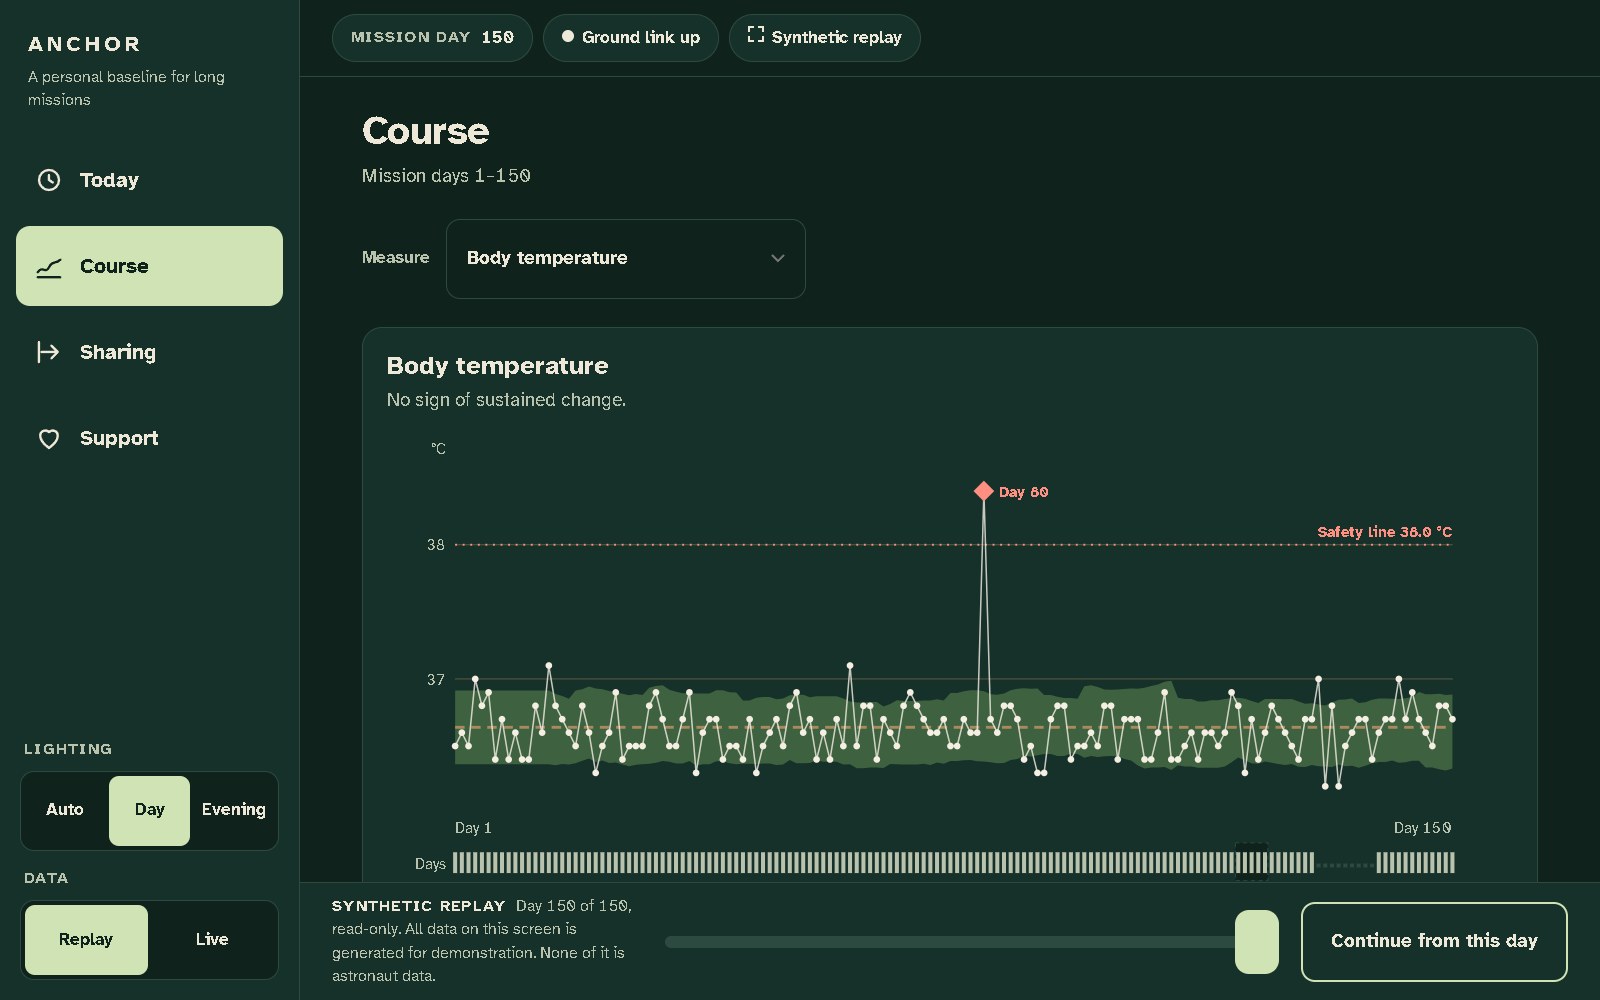 ANCHOR
A personal baseline for long
missions
Today
Course
Sharing
Support
LIGHTING
Auto Day Evening
DATA
Replay Live
MISSION DAY 150 Ground link up Synthetic replay
Course
Mission days 1–150
Measure Body temperature
Body temperature
No sign of sustained change.
°C
Day 80
Safety line 38.0 °C
38
37
Day 1 Day 150
Days
SYNTHETIC REPLAY Day 150 of 150,
read-only. All data on this screen is
generated for demonstration. None of it is
astronaut data.
Continue from this day